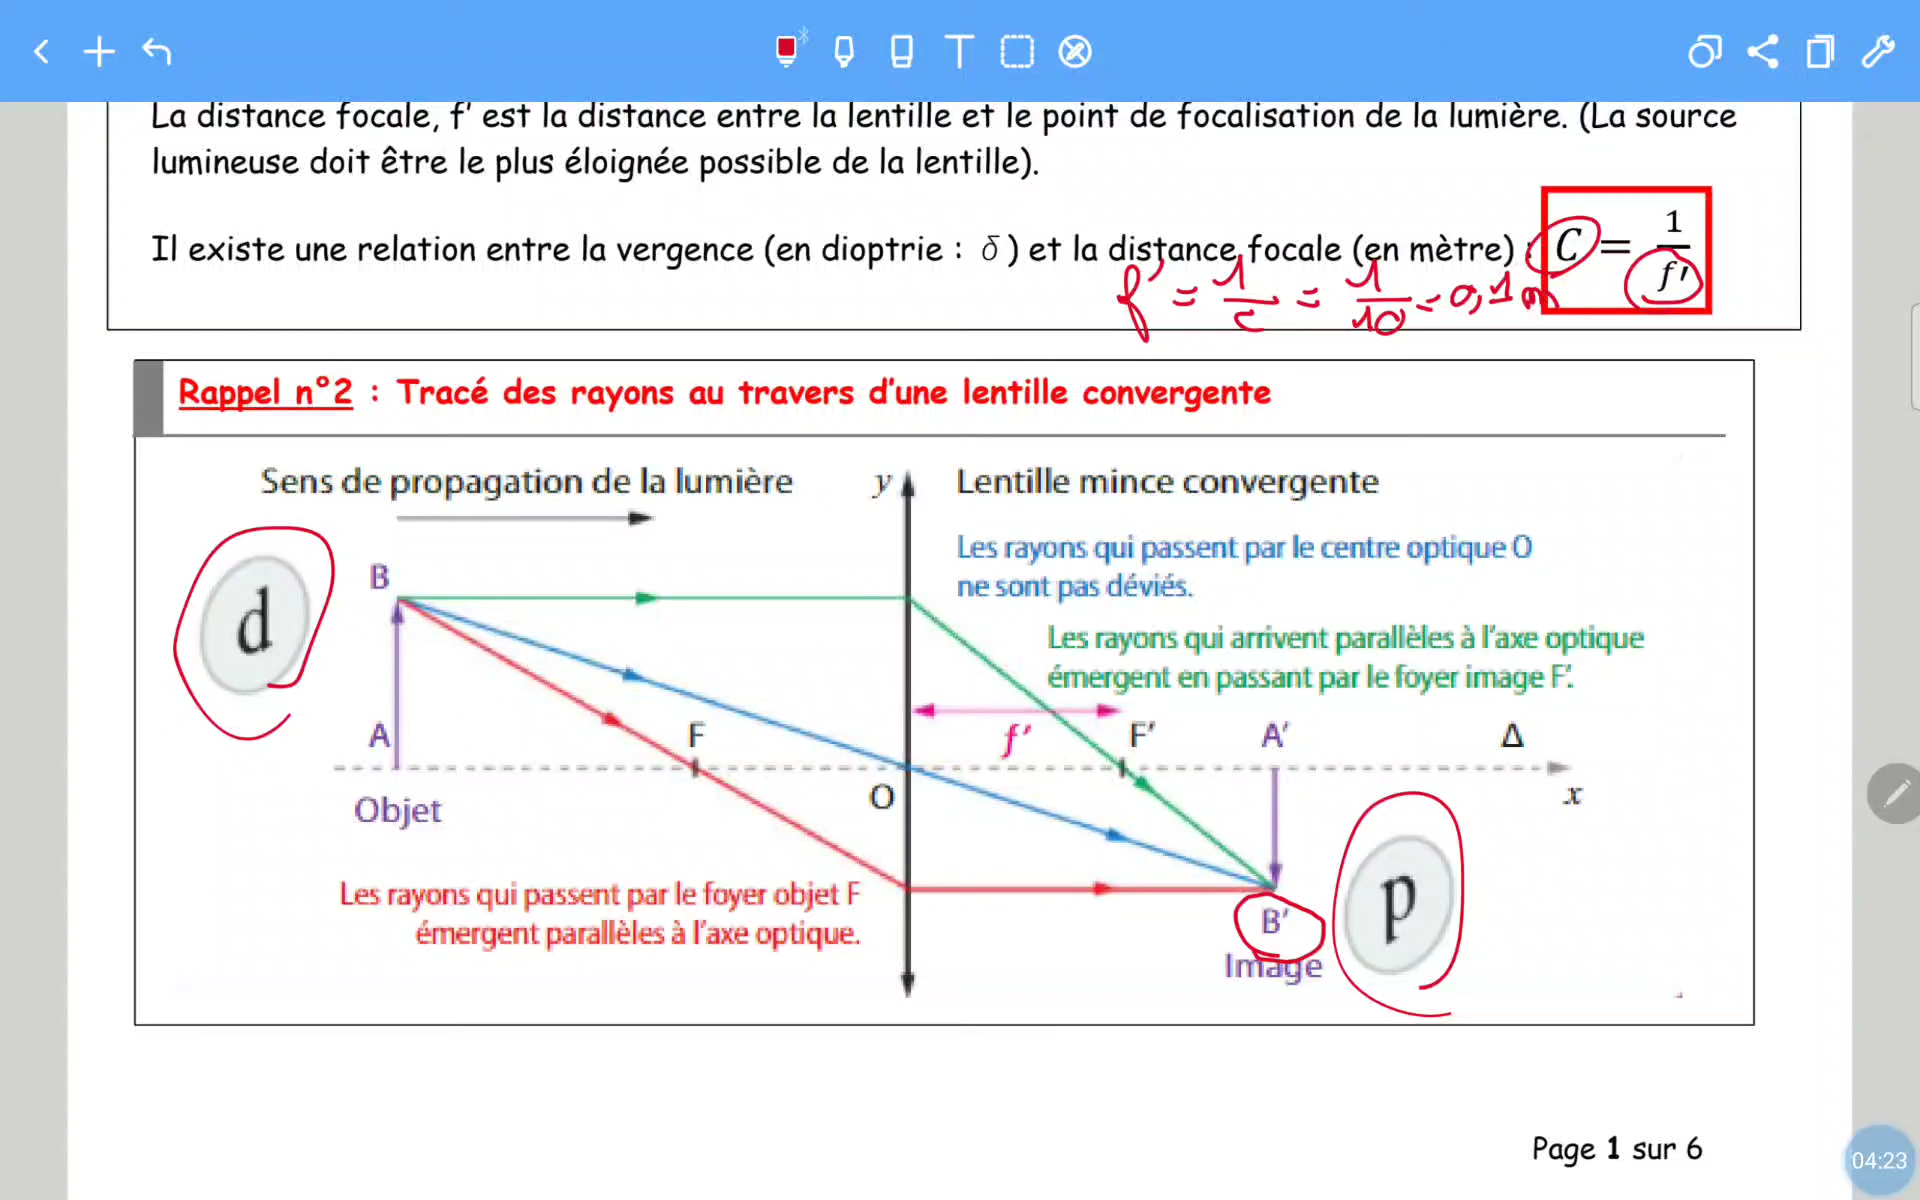 La distance focale, f' est la distance entre la lentille et le point de focalisation de la lumière. (La source
lumineuse doit être le plus éloignée possible de la lentille).
Il existe une relation entre la vergence (en dioptrie : δ) et la distance focale (en mètre) : C = 1/f'
f' = 1/c = 1/10 = 0,1m
Rappel n°2 : Tracé des rayons au travers d'une lentille convergente
Sens de propagation de la lumière
y
Lentille mince convergente
Les rayons qui passent par le centre optique O
ne sont pas déviés.
B
d
Les rayons qui arrivent parallèles à l'axe optique
émergent en passant par le foyer image F'.
A
F
f'
F'
A'
Δ
O
x
Objet
Les rayons qui passent par le foyer objet F
émergent parallèles à l'axe optique.
p
B'
Image
Page 1 sur 6
04:23